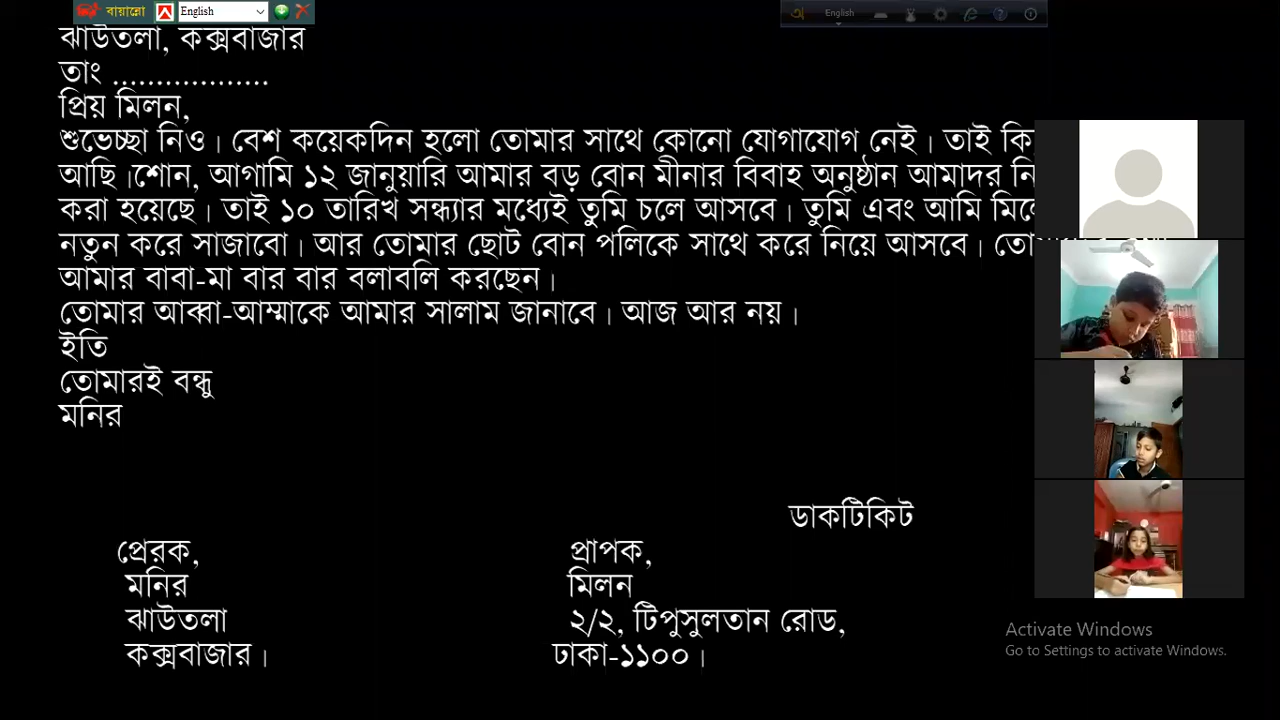 বায়ান্নো English
English
ঝাউতলা, কক্সবাজার
তাং ..................
প্রিয় মিলন,
শুভেচ্ছা নিও। বেশ কয়েকদিন হলো তোমার সাথে কোনো যোগাযোগ নেই। তাই
আছি।শোন, আগামি ১২ জানুয়ারি আমার বড় বোন মীনার বিবাহ অনুষ্ঠান আমাদর
করা হয়েছে। তাই ১০ তারিখ সন্ধ্যার মধ্যেই তুমি চলে আসবে। তুমি এবং আমি
নতুন করে সাজাবো। আর তোমার ছোট বোন পলিকে সাথে করে নিয়ে আসবে।
আমার বাবা-মা বার বার বলাবলি করছেন।
তোমার আব্বা-আম্মাকে আমার সালাম জানাবে। আজ আর নয়।
ইতি
তোমারই বন্ধু
মনির
ডাকটিকিট
প্রেরক, প্রাপক,
মনির মিলন
ঝাউতলা ২/২, টিপুসুলতান রোড,
কক্সবাজার। ঢাকা-১১০০।
Activate Windows
Go to Settings to activate Windows.